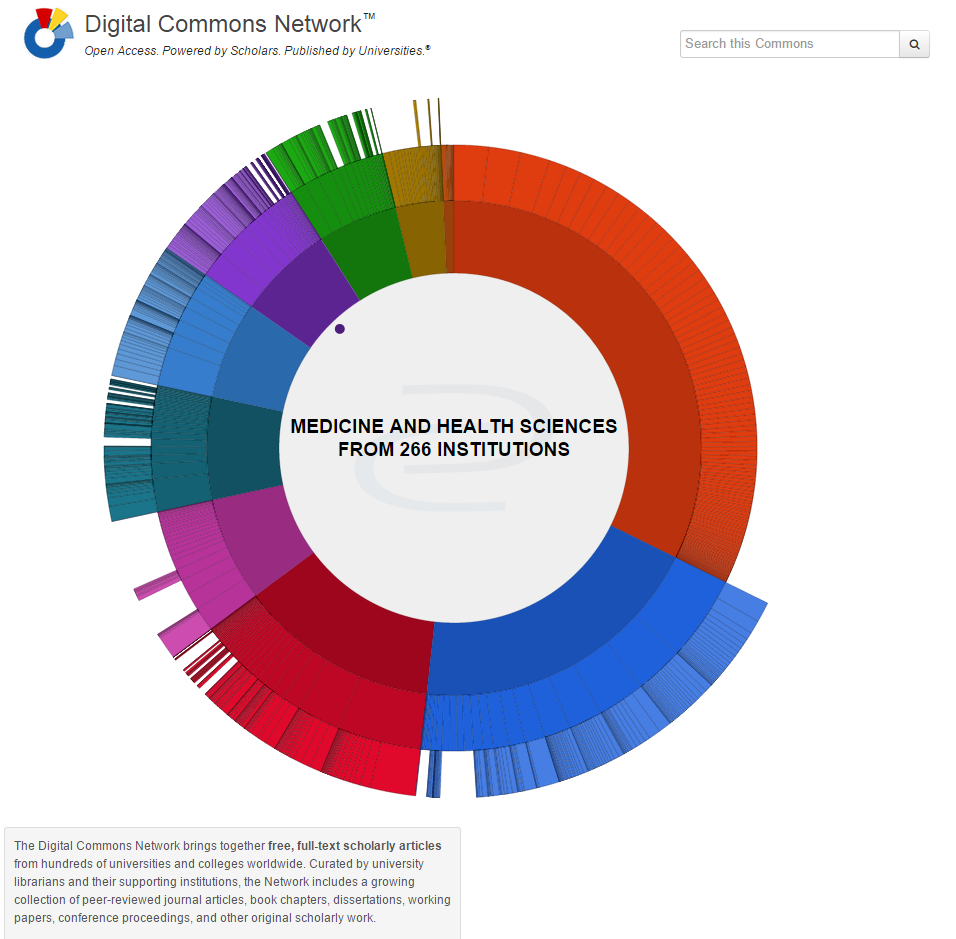 Digital Commons Network™
Open Access. Powered by Scholars. Published by Universities.®
Search this Commons
MEDICINE AND HEALTH SCIENCES
FROM 266 INSTITUTIONS
The Digital Commons Network brings together free, full-text scholarly articles
from hundreds of universities and colleges worldwide. Curated by university
librarians and their supporting institutions, the Network includes a growing
collection of peer-reviewed journal articles, book chapters, dissertations, working
papers, conference proceedings, and other original scholarly work.